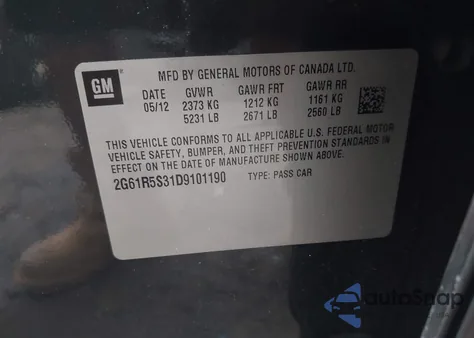 GM
MFD BY GENERAL MOTORS OF CANADA LTD.
DATE GVWR GAWR FRT GAWR RR
05/12 2373 KG 1212 KG 1161 KG
5231 LB 2671 LB 2560 LB
THIS VEHICLE CONFORMS TO ALL APPLICABLE U.S. FEDERAL MOTOR
VEHICLE SAFETY, BUMPER, AND THEFT PREVENTION STANDARDS IN
EFFECT ON THE DATE OF MANUFACTURE SHOWN ABOVE.
2G61R5S31D9101190 TYPE: PASS CAR
autoSnap